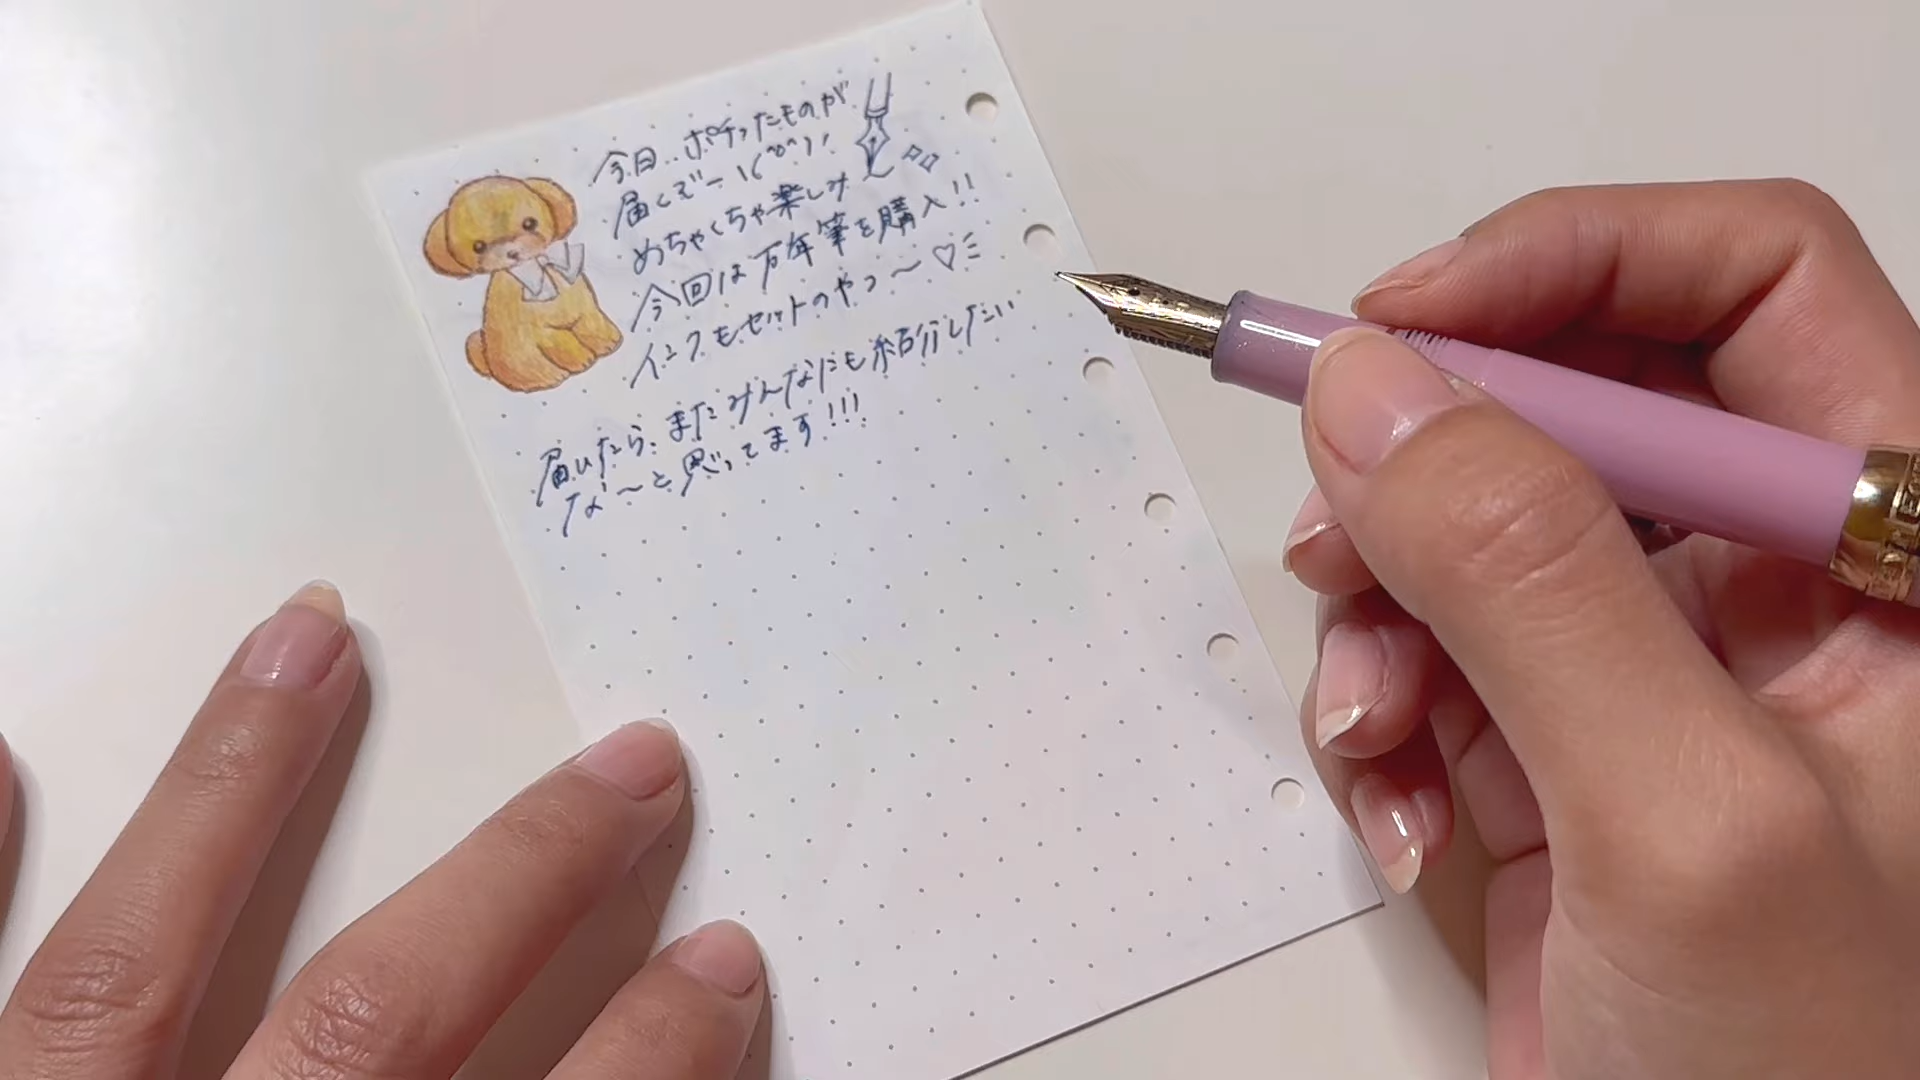 今日、ポチったものが
届くぞー!(^o^)!
めちゃくちゃ楽しみ
今回は万年筆を購入!!
インクもセットのやつ〜♡
届いたら、またみんなにも紹介したい
な〜と思ってます!!!